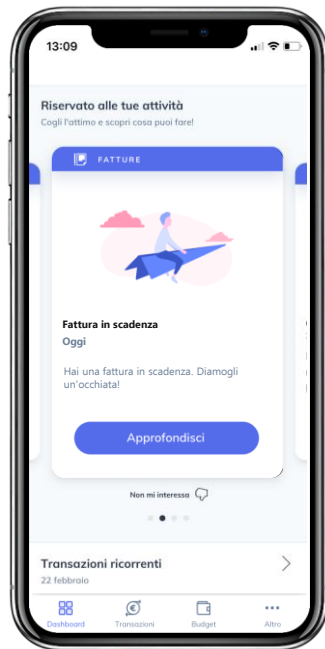 13:09
Riservato alle tue attività
Cogli l'attimo e scopri cosa puoi fare!
FATTURE
Fattura in scadenza
Oggi
Hai una fattura in scadenza. Diamogli
un'occhiata!
Approfondisci
Non mi interessa
Transazioni ricorrenti
22 febbraio
Dashboard
Transazioni
Budget
Altro